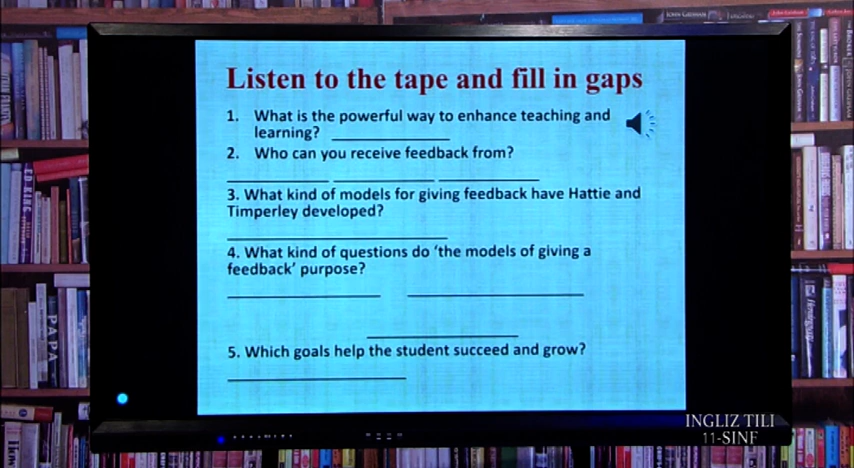 Listen to the tape and fill in gaps
1. What is the powerful way to enhance teaching and
learning?
2. Who can you receive feedback from?
3. What kind of models for giving feedback have Hattie and
Timperley developed?
4. What kind of questions do ‘the models of giving a
feedback’ purpose?
5. Which goals help the student succeed and grow?
PAPA
INGLIZ TILI
11-SINF